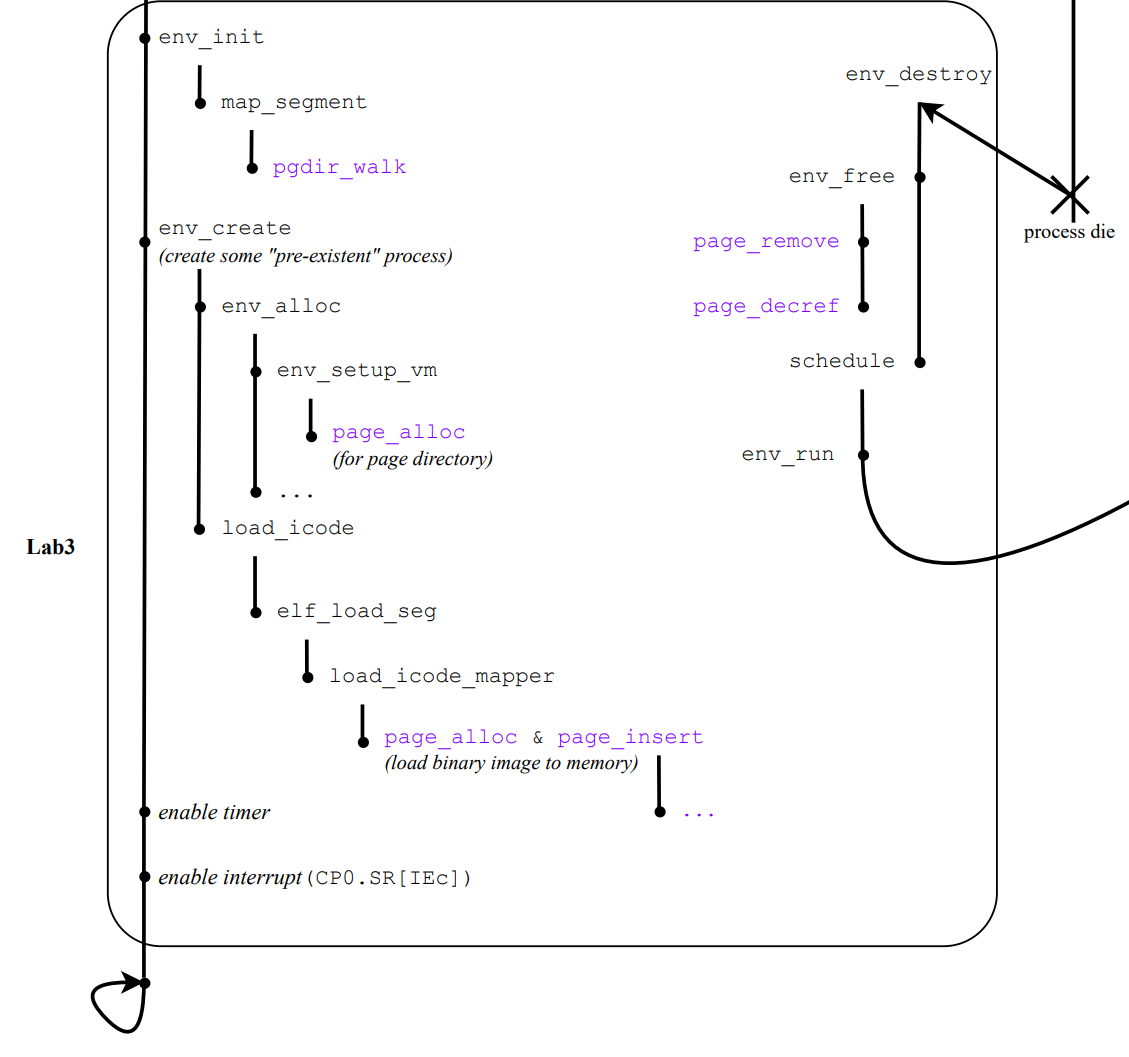 env_init
map_segment
pgdir_walk
env_create
(create some "pre-existent" process)
env_alloc
env_setup_vm
page_alloc
(for page directory)
...
load_icode
Lab3
elf_load_seg
load_icode_mapper
page_alloc & page_insert
(load binary image to memory)
...
enable timer
enable interrupt(CP0.SR[IEc])
env_destroy
env_free
page_remove
page_decref
schedule
env_run
process die